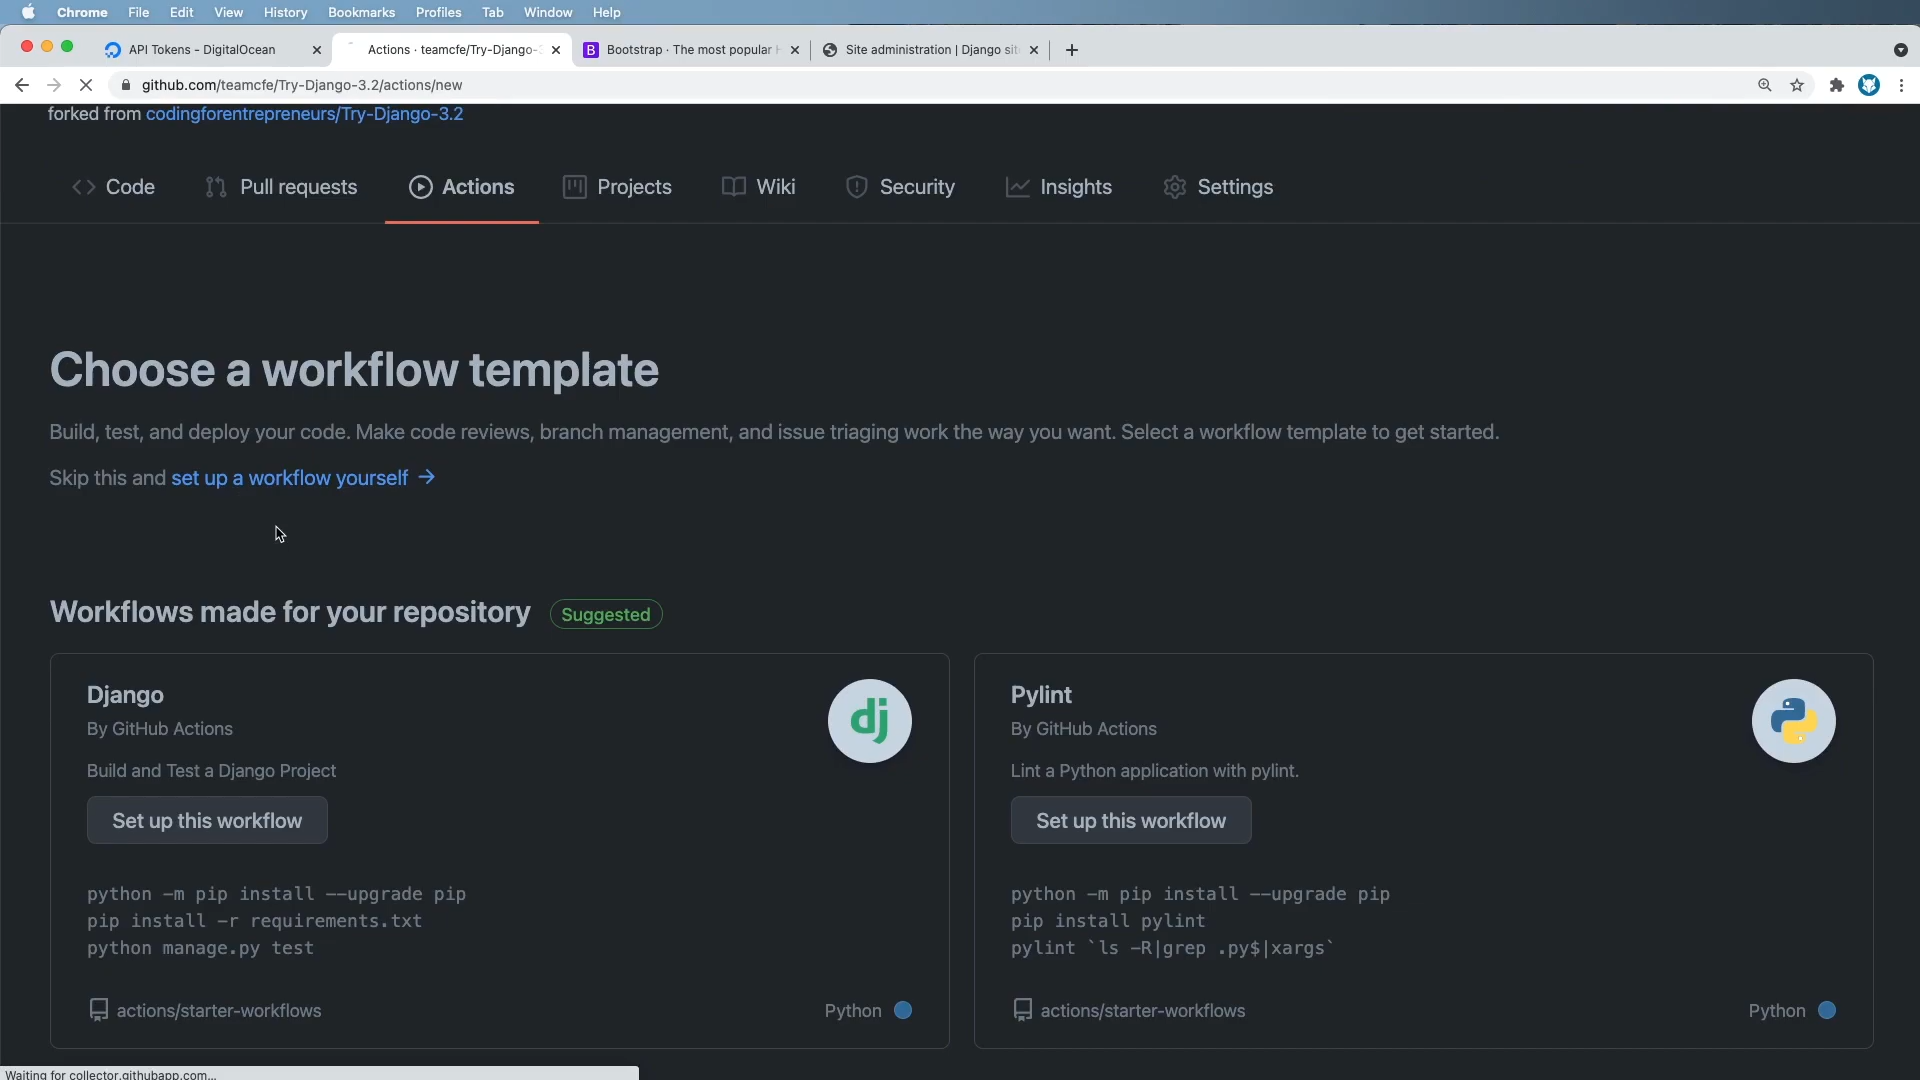 Chrome File Edit View History Bookmarks Profiles Tab Window Help
API Tokens - DigitalOcean
Actions · teamcfe/Try-Django-3
Bootstrap · The most popular
Site administration | Django sit
github.com/teamcfe/Try-Django-3.2/actions/new
forked from codingforentrepreneurs/Try-Django-3.2
Code Pull requests Actions Projects Wiki Security Insights Settings
Choose a workflow template
Build, test, and deploy your code. Make code reviews, branch management, and issue triaging work the way you want. Select a workflow template to get started.
Skip this and set up a workflow yourself →
Workflows made for your repository Suggested
Django
By GitHub Actions
Build and Test a Django Project
Set up this workflow
python -m pip install --upgrade pip
pip install -r requirements.txt
python manage.py test
actions/starter-workflows Python
dj
Pylint
By GitHub Actions
Lint a Python application with pylint.
Set up this workflow
python -m pip install --upgrade pip
pip install pylint
pylint `ls -R|grep .py$|xargs`
actions/starter-workflows Python
Waiting for collector.githubapp.com...